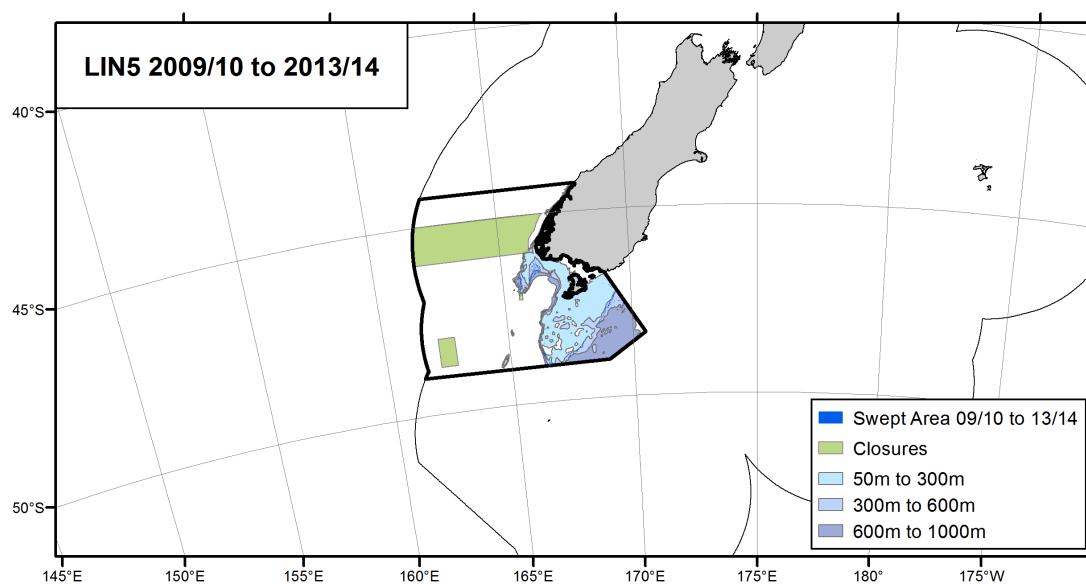 LIN5 2009/10 to 2013/14
40°S
45°S
50°S
Swept Area 09/10 to 13/14
Closures
50m to 300m
300m to 600m
600m to 1000m
145°E
150°E
155°E
160°E
165°E
170°E
175°E
180°
175°W